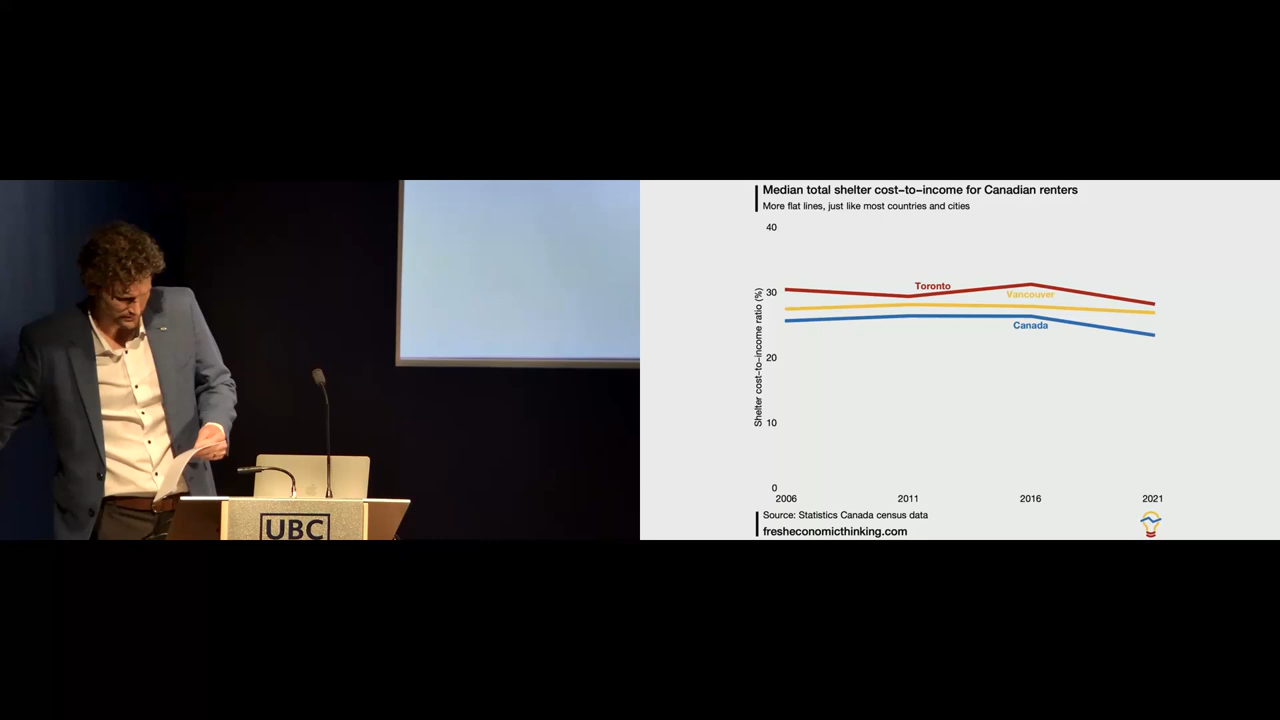 UBC
Median total shelter cost-to-income for Canadian renters
More flat lines, just like most countries and cities
Shelter cost-to-income ratio (%)
40
30
20
10
0
Toronto
Vancouver
Canada
2006 2011 2016 2021
Source: Statistics Canada census data
fresheconomicthinking.com